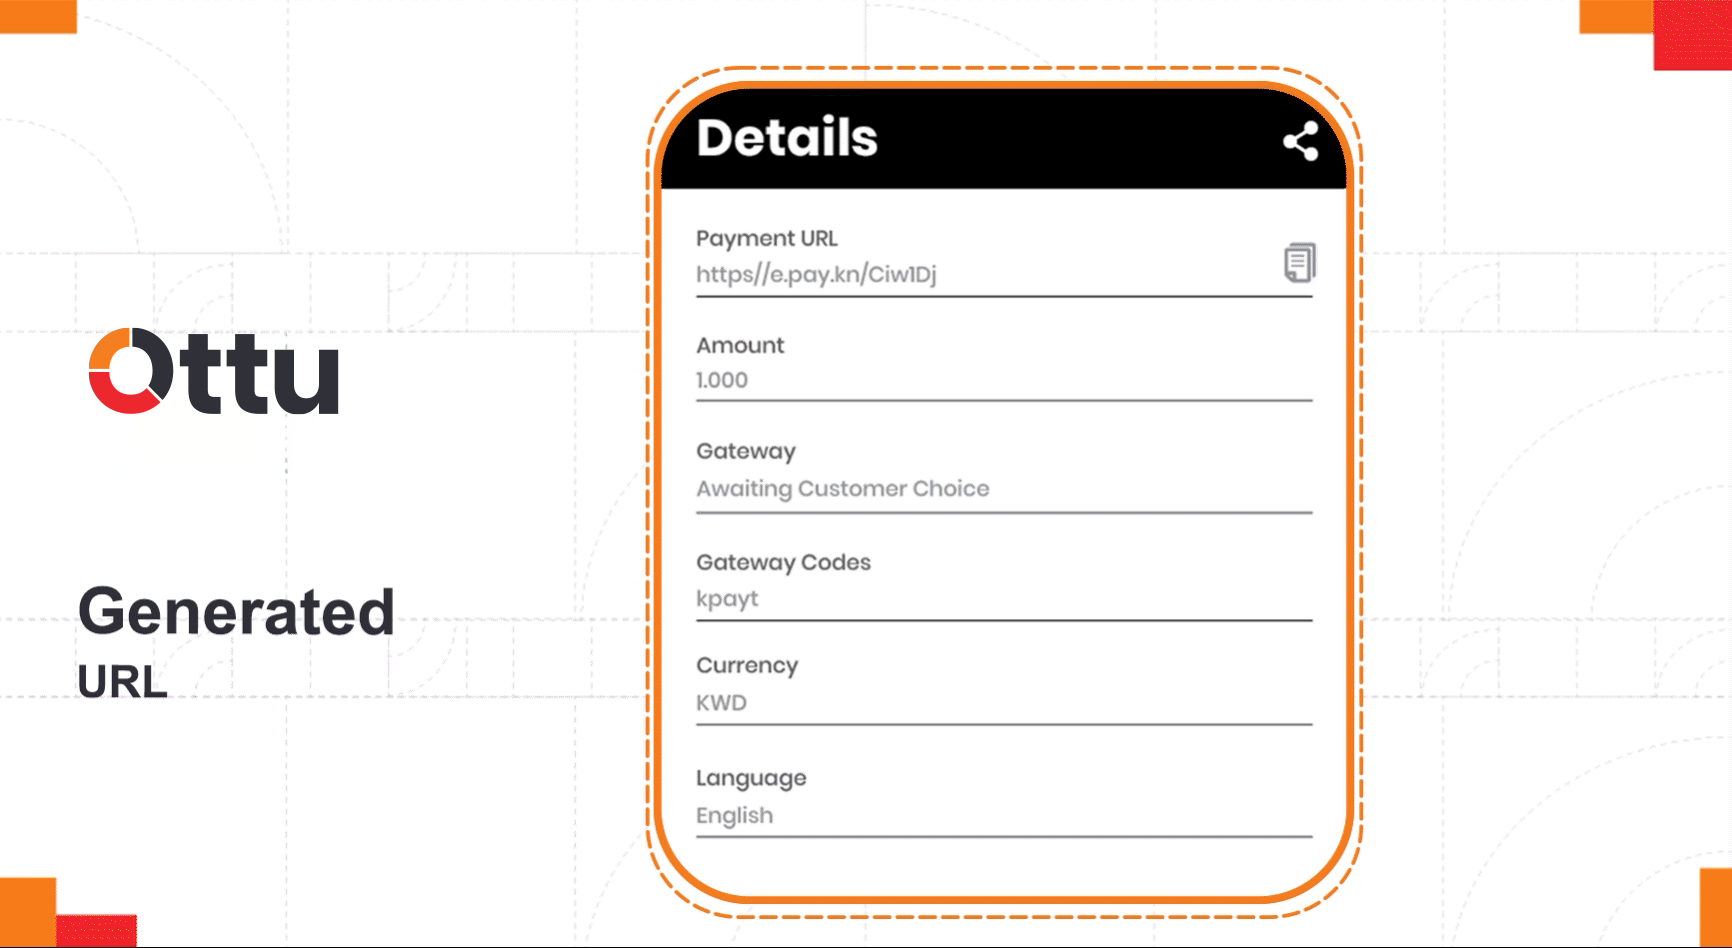 Ottu
Generated
URL
Details
Payment URL
https//e.pay.kn/Ciw1Dj
Amount
1.000
Gateway
Awaiting Customer Choice
Gateway Codes
kpayt
Currency
KWD
Language
English